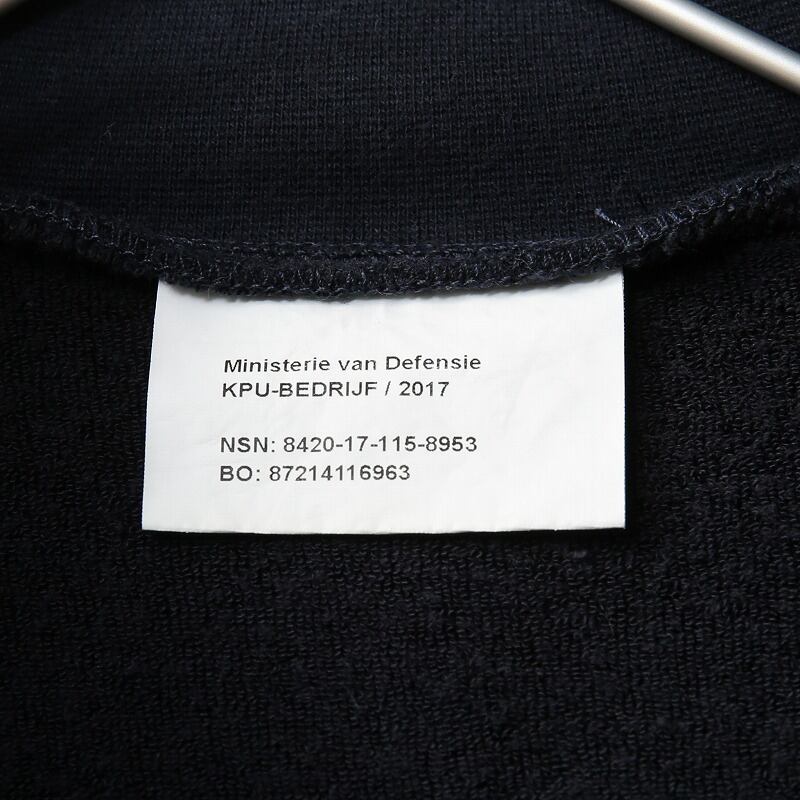 Ministerie van Defensie
KPU-BEDRIJF / 2017
NSN: 8420-17-115-8953
BO: 87214116963